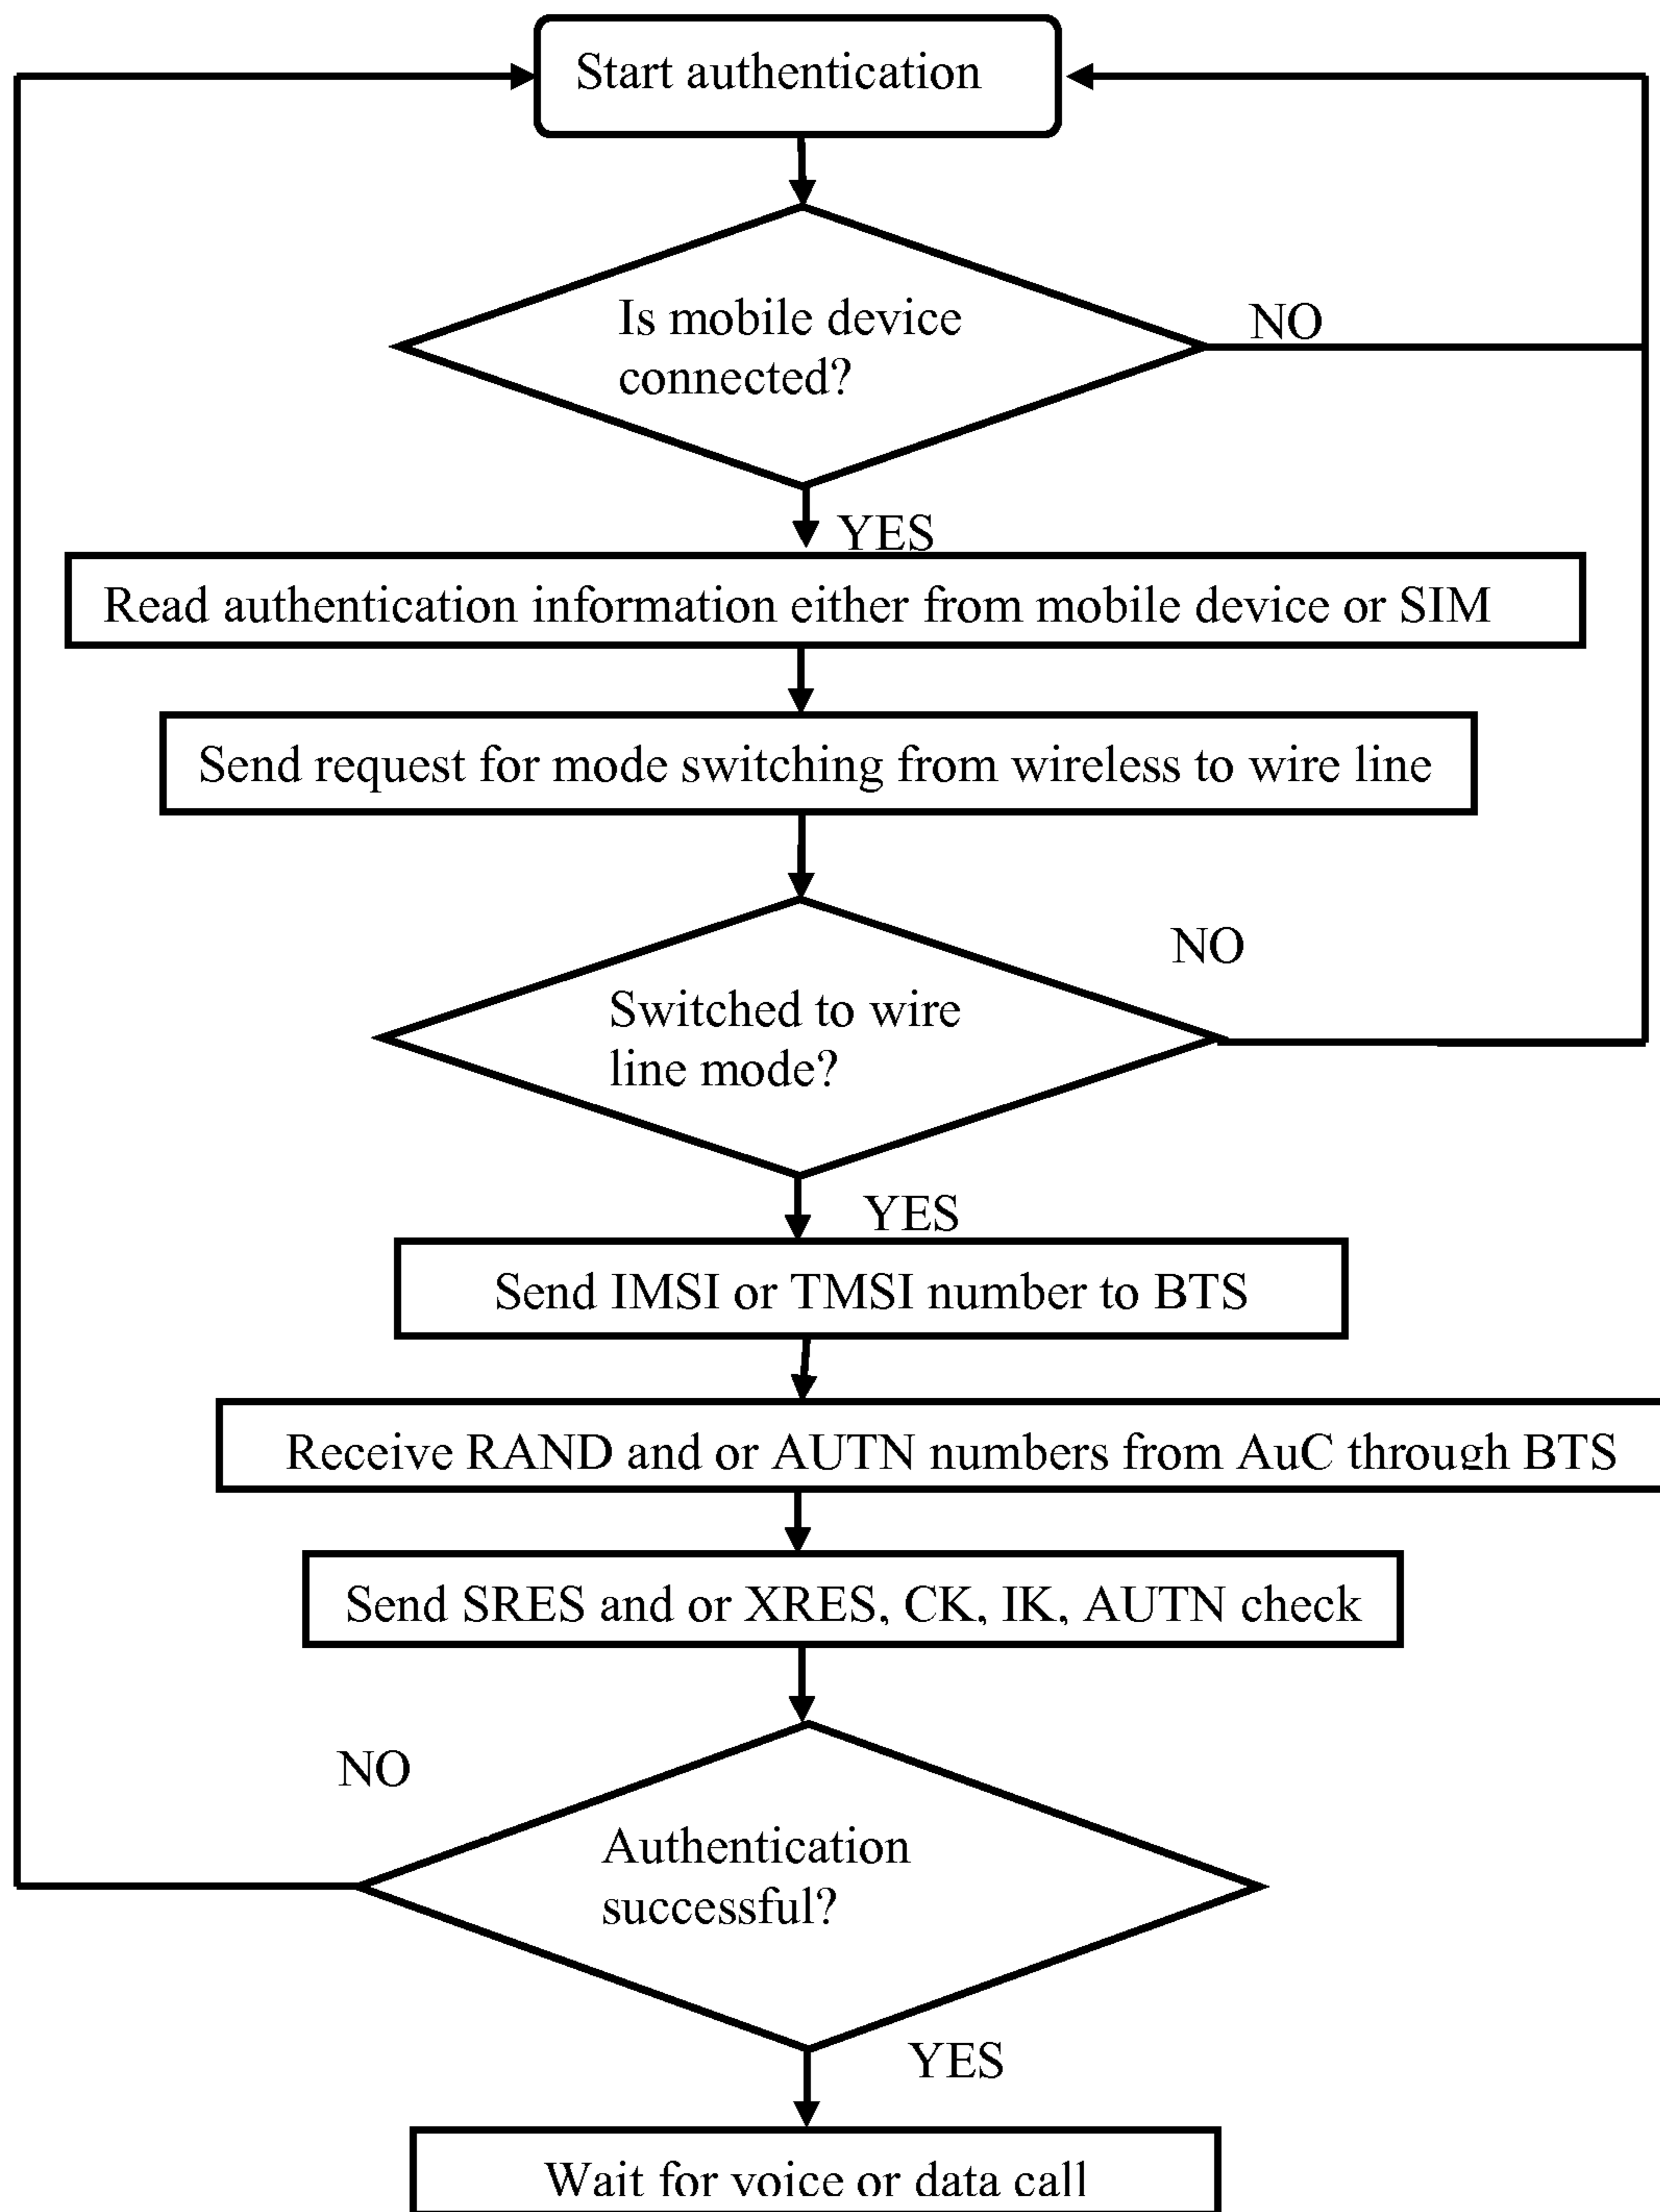 Start authentication
Is mobile device
connected?
NO
YES
Read authentication information either from mobile device or SIM
Send request for mode switching from wireless to wire line
NO
Switched to wire
line mode?
YES
Send IMSI or TMSI number to BTS
Receive RAND and or AUTN numbers from AuC through BTS
Send SRES and or XRES, CK, IK, AUTN check
NO
Authentication
successful?
YES
Wait for voice or data call